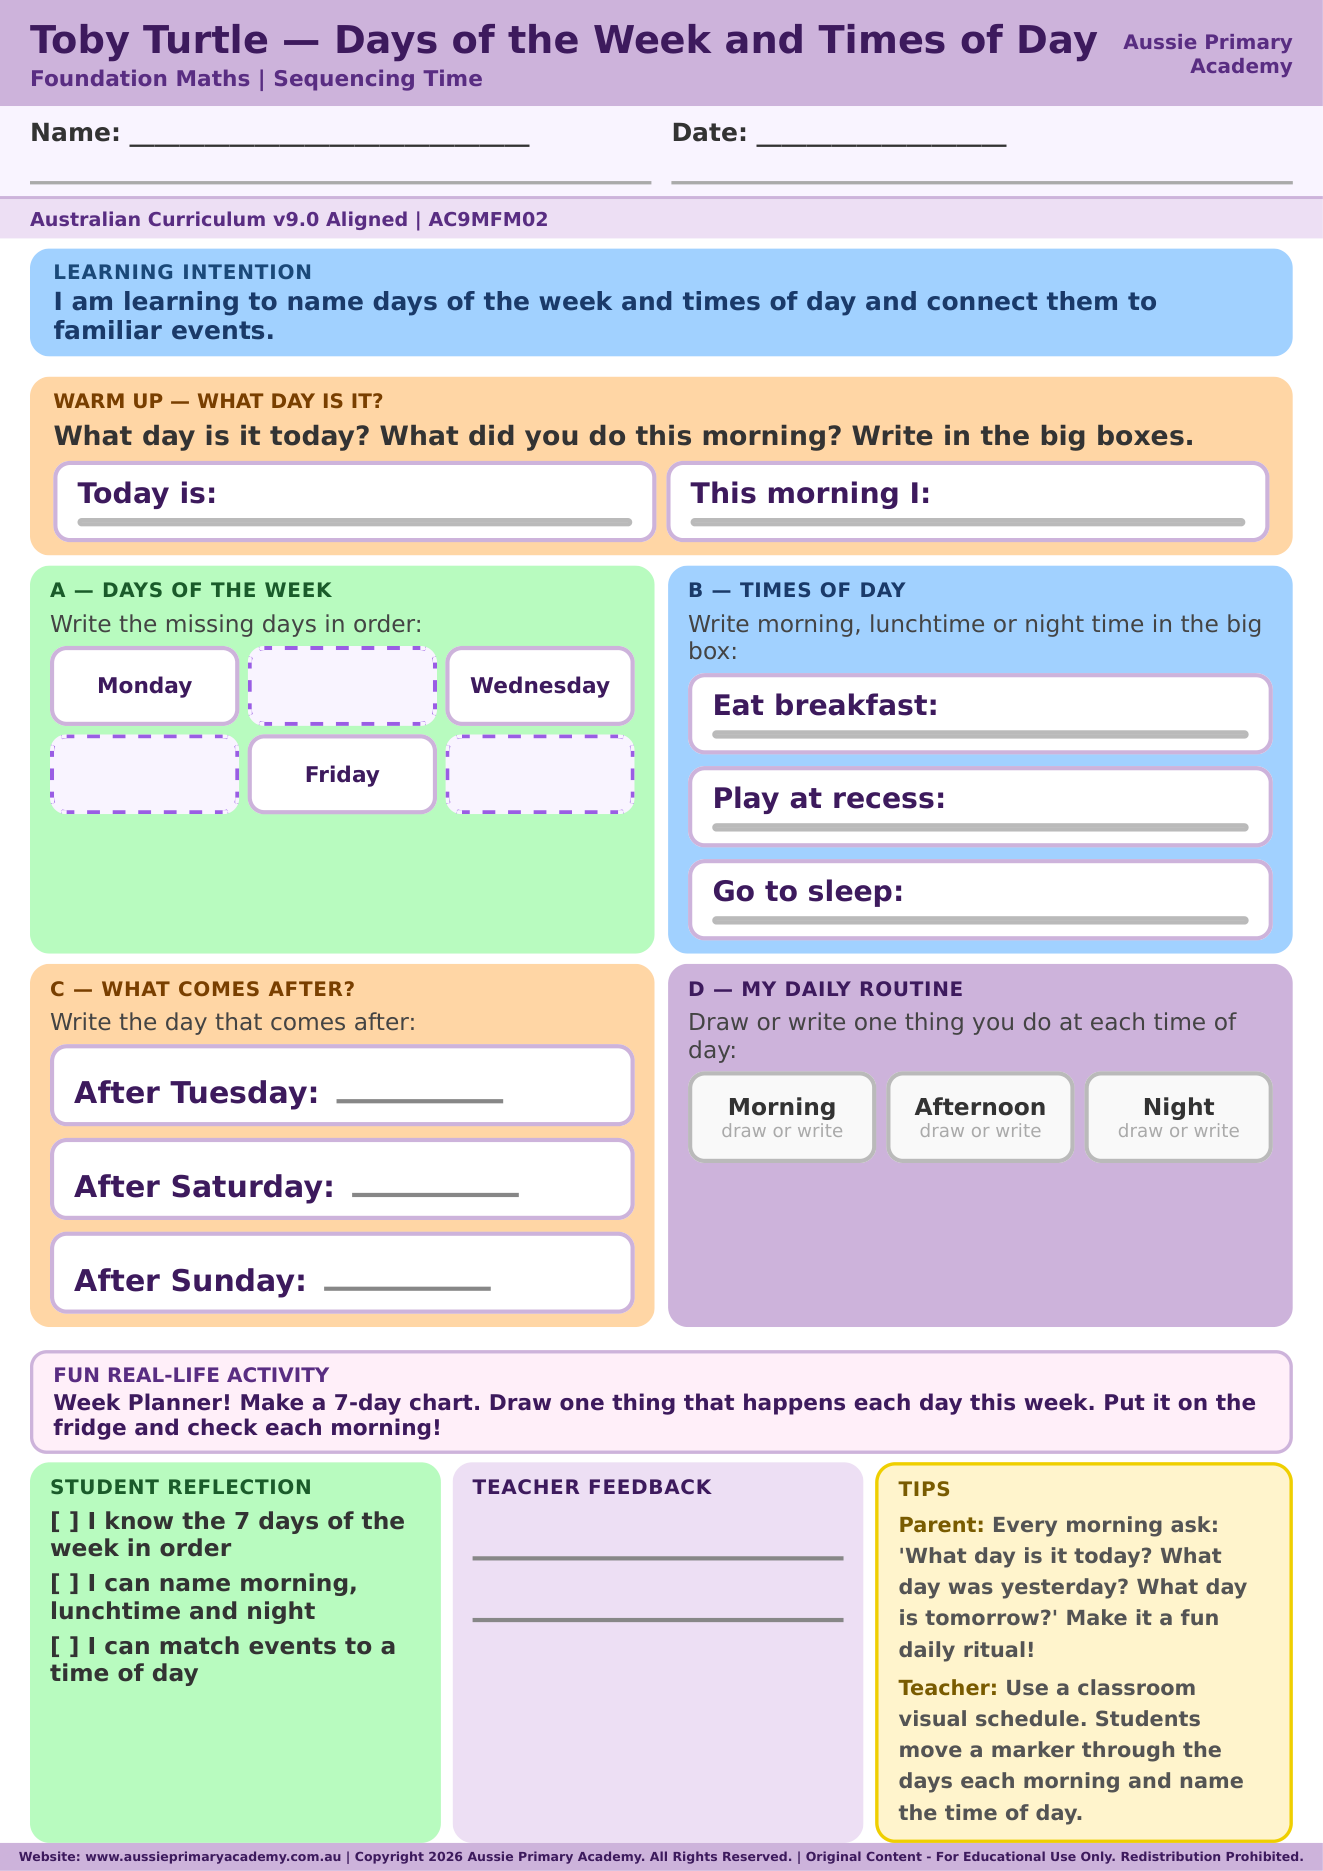 Toby Turtle — Days of the Week and Times of Day
Foundation Maths | Sequencing Time
Aussie Primary
Academy
Name: ________________________________
Date: ____________________
Australian Curriculum v9.0 Aligned | AC9MFM02
LEARNING INTENTION
I am learning to name days of the week and times of day and connect them to
familiar events.
WARM UP — WHAT DAY IS IT?
What day is it today? What did you do this morning? Write in the big boxes.
Today is:
This morning I:
A — DAYS OF THE WEEK
Write the missing days in order:
Monday
Wednesday
Friday
B — TIMES OF DAY
Write morning, lunchtime or night time in the big
box:
Eat breakfast:
Play at recess:
Go to sleep:
C — WHAT COMES AFTER?
Write the day that comes after:
After Tuesday: __________
After Saturday: __________
After Sunday: __________
D — MY DAILY ROUTINE
Draw or write one thing you do at each time of
day:
Morning
draw or write
Afternoon
draw or write
Night
draw or write
FUN REAL-LIFE ACTIVITY
Week Planner! Make a 7-day chart. Draw one thing that happens each day this week. Put it on the
fridge and check each morning!
STUDENT REFLECTION
[ ] I know the 7 days of the
week in order
[ ] I can name morning,
lunchtime and night
[ ] I can match events to a
time of day
TEACHER FEEDBACK
TIPS
Parent: Every morning ask:
'What day is it today? What
day was yesterday? What day
is tomorrow?' Make it a fun
daily ritual!
Teacher: Use a classroom
visual schedule. Students
move a marker through the
days each morning and name
the time of day.
Website: www.aussieprimaryacademy.com.au | Copyright 2026 Aussie Primary Academy. All Rights Reserved. | Original Content - For Educational Use Only. Redistribution Prohibited.